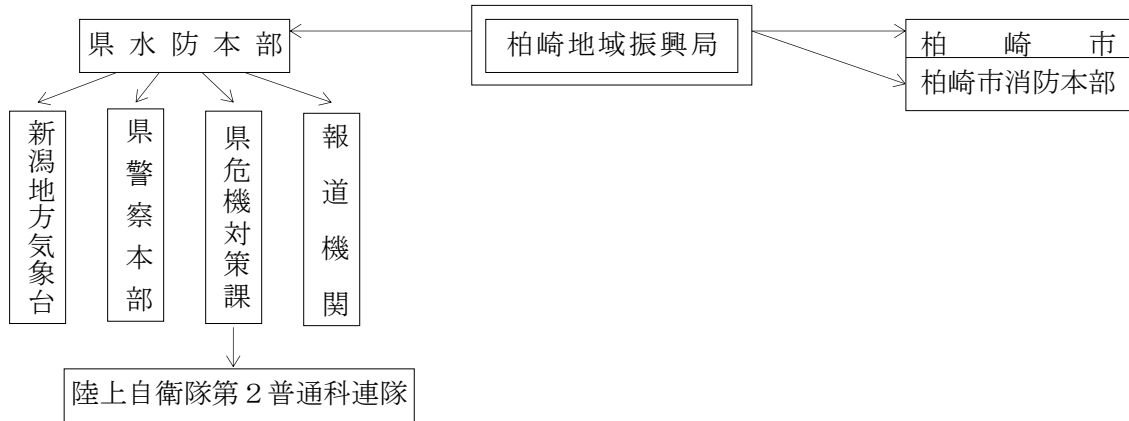 県水防本部
柏崎地域振興局
柏崎市
柏崎市消防本部
新潟地方気象台
県警察本部
県危機対策課
報道機関
陸上自衛隊第２普通科連隊